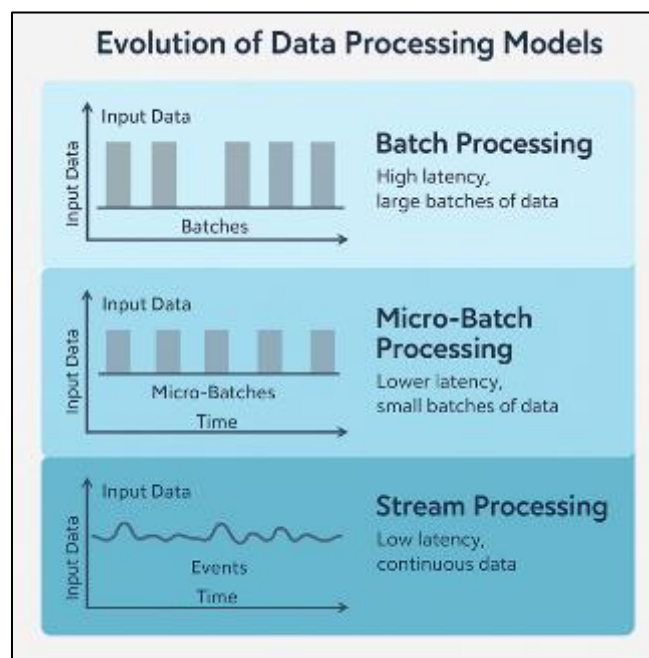 Evolution of Data Processing Models
Input Data
Input Data
Batches
Batch Processing
High latency,
large batches of data
Input Data
Input Data
Micro-Batches
Time
Micro-Batch
Processing
Lower latency,
small batches of data
Input Data
Input Data
Events
Time
Stream Processing
Low latency,
continuous data